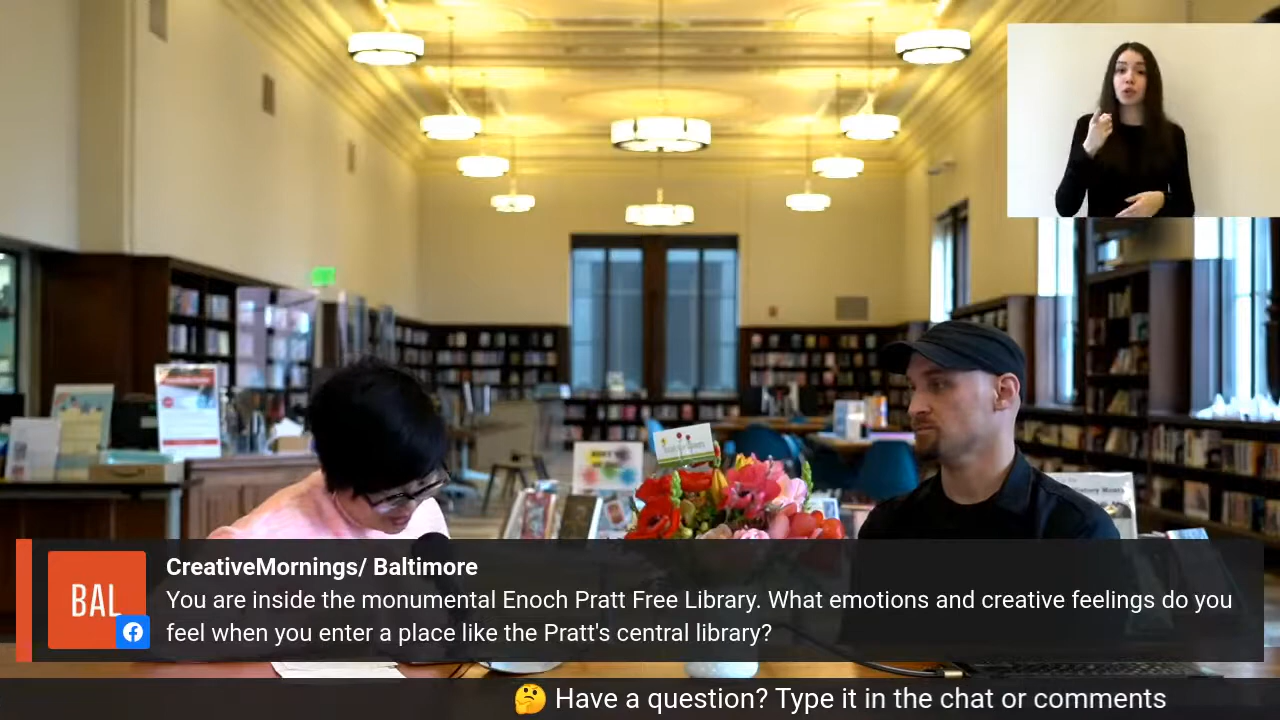 CreativeMornings/ Baltimore
BAL
You are inside the monumental Enoch Pratt Free Library. What emotions and creative feelings do you
feel when you enter a place like the Pratt's central library?
🤔 Have a question? Type it in the chat or comments